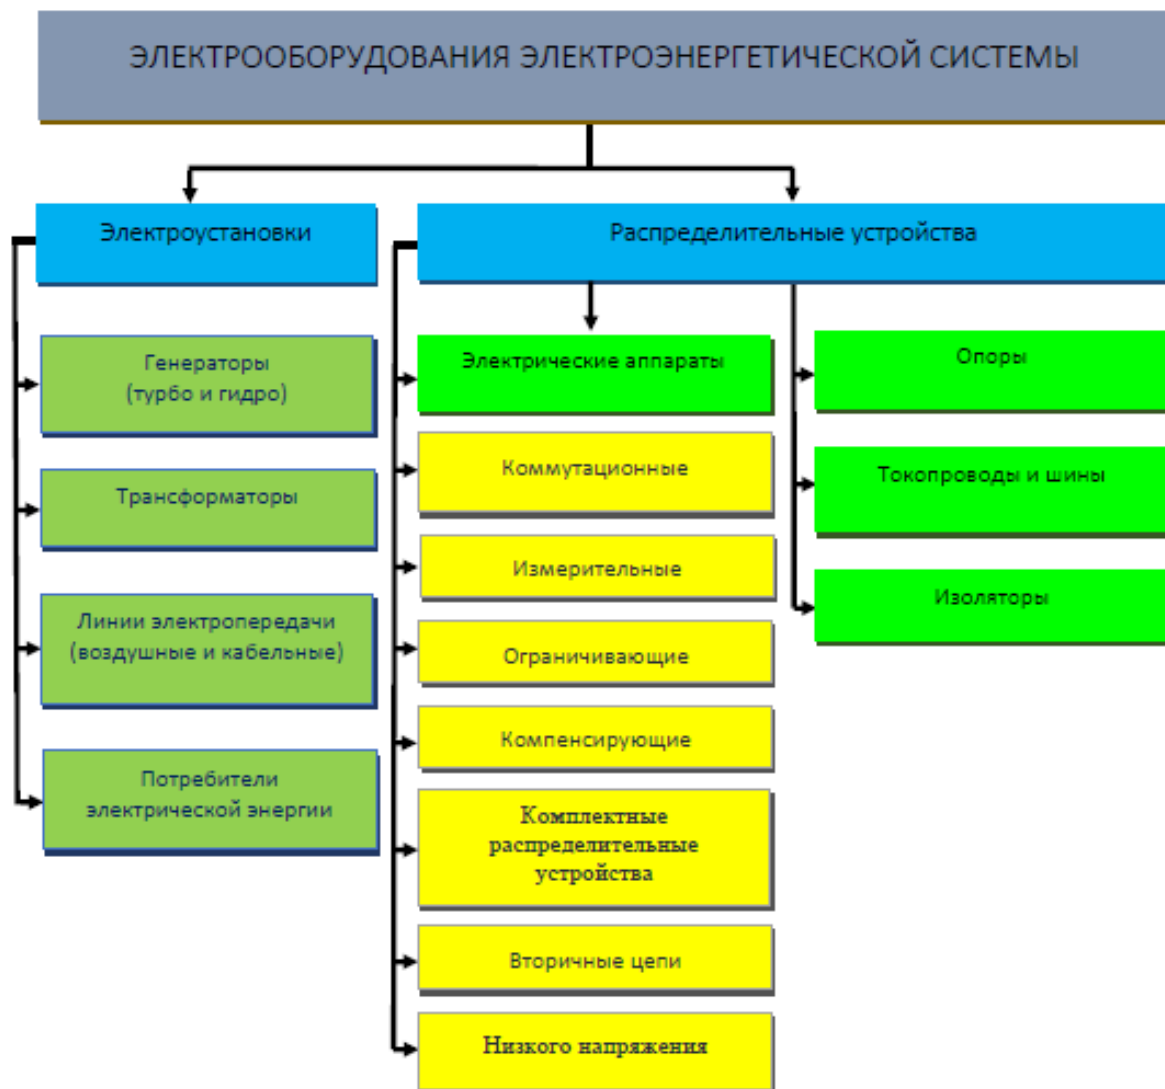 ЭЛЕКТРООБОРУДОВАНИЯ ЭЛЕКТРОЭНЕРГЕТИЧЕСКОЙ СИСТЕМЫ
Электроустановки
Генераторы
(турбо и гидро)
Трансформаторы
Линии электропередачи
(воздушные и кабельные)
Потребители
электрической энергии
Распределительные устройства
Электрические аппараты
Коммутационные
Измерительные
Ограничивающие
Компенсирующие
Комплектные
распределительные
устройства
Вторичные цепи
Низкого напряжения
Опоры
Токопроводы и шины
Изоляторы